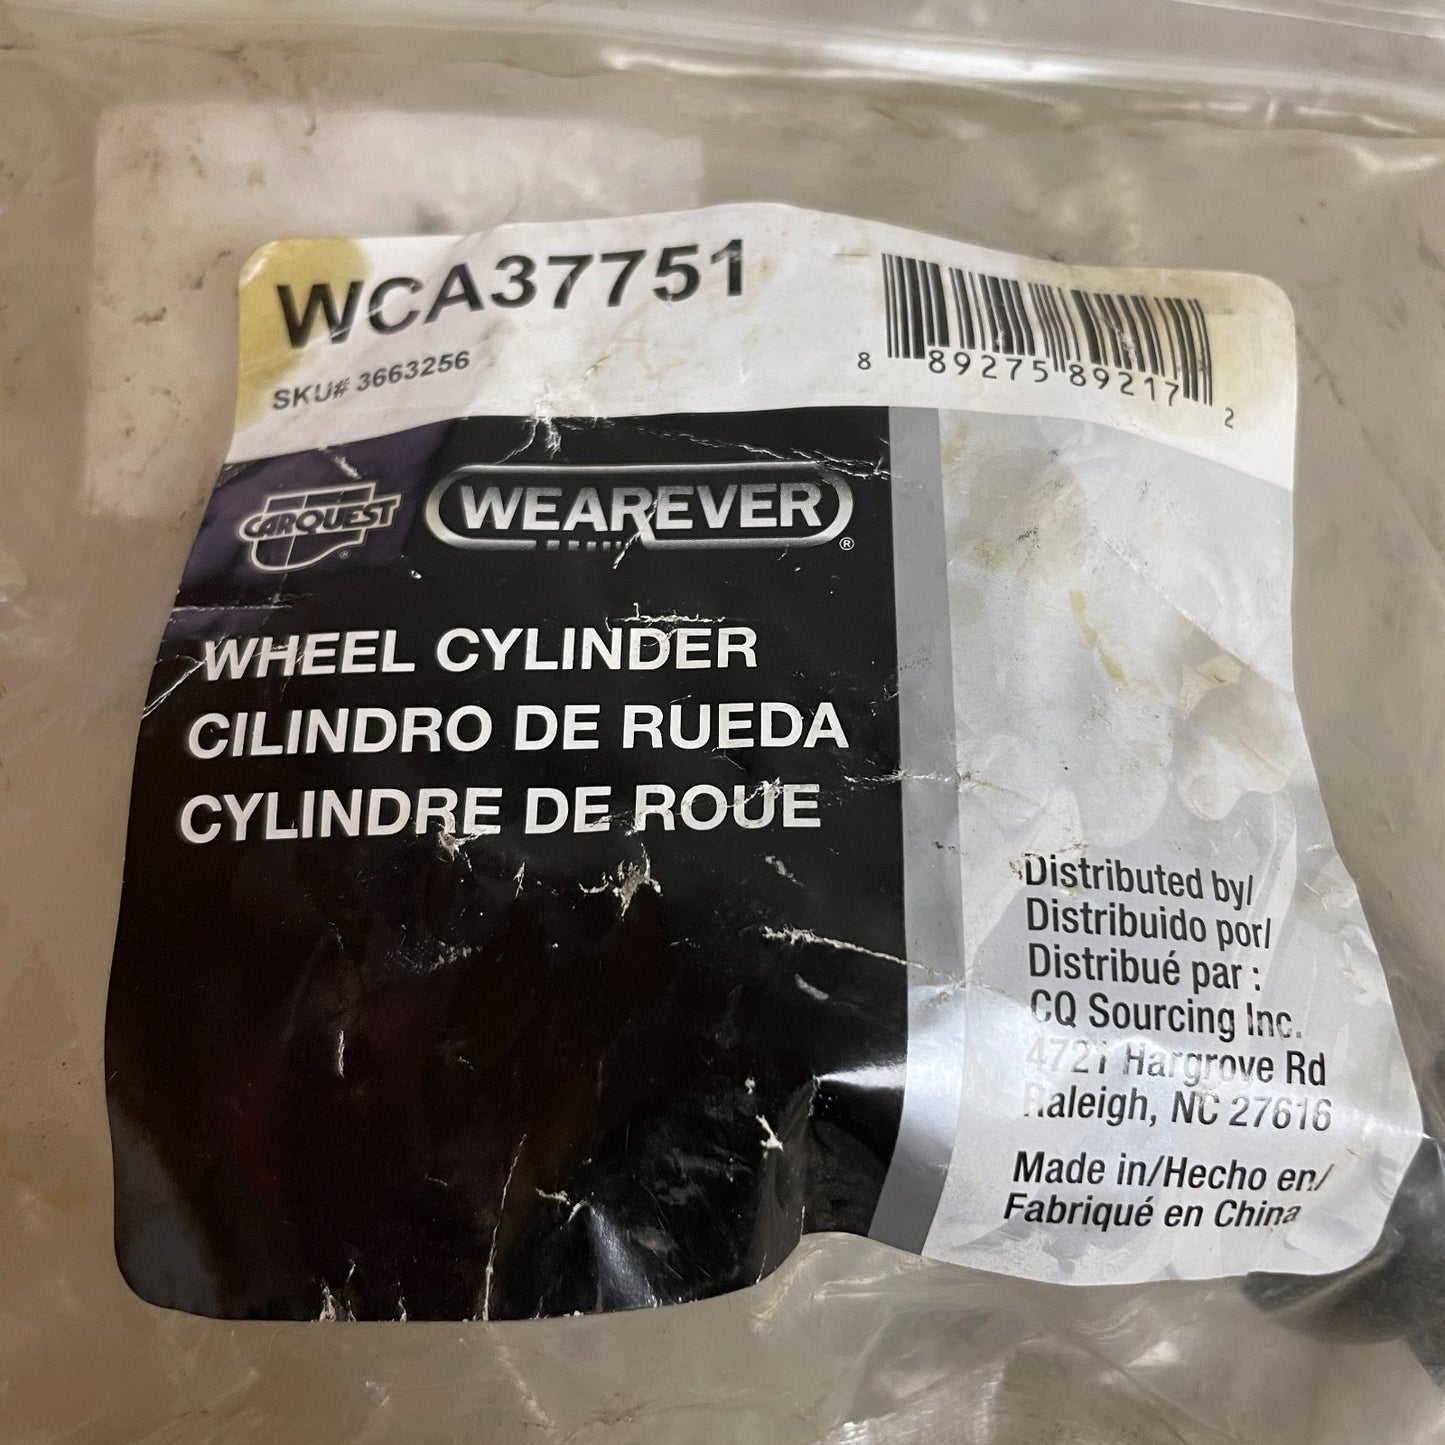 WCA37751
SKU# 3663256
8 89275 89217 2
CARQUEST
®
WEAREVER
®
WHEEL CYLINDER
CILINDRO DE RUEDA
CYLINDRE DE ROUE
Distributed by/
Distribuido por/
Distribué par :
CQ Sourcing Inc.
4721 Hargrove Rd
Raleigh, NC 27616
Made in/Hecho en/
Fabriqué en China